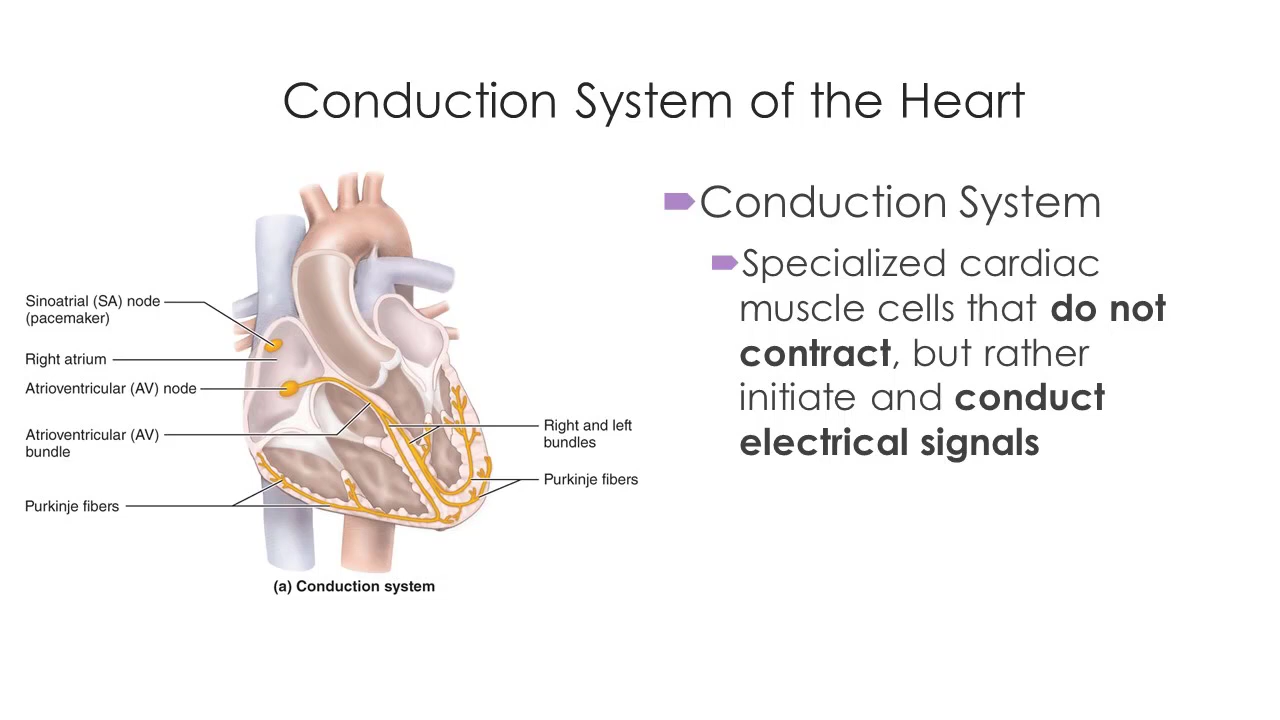 Conduction System of the Heart
Sinoatrial (SA) node
(pacemaker)
Right atrium
Atrioventricular (AV) node
Atrioventricular (AV)
bundle
Purkinje fibers
Right and left
bundles
Purkinje fibers
(a) Conduction system
Conduction System
Specialized cardiac
muscle cells that do not
contract, but rather
initiate and conduct
electrical signals